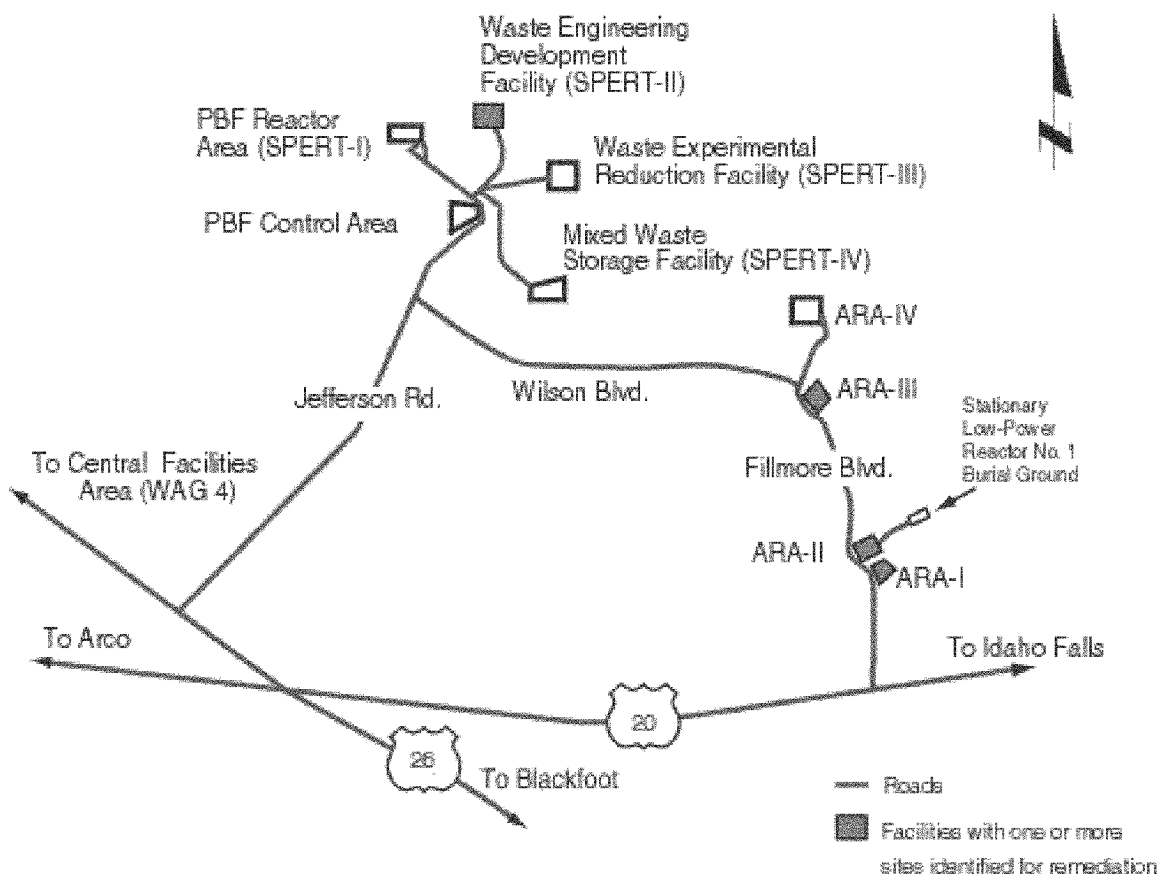 Waste Engineering
Development
Facility (SPERT-II)
PBF Reactor
Area (SPERT-I)
Waste Experimental
Reduction Facility (SPERT-III)
PBF Control Area
Mixed Waste
Storage Facility (SPERT-IV)
ARA-IV
ARA-III
Wilson Blvd.
Jefferson Rd.
Stationary
Low-Power
Reactor No. 1
Burial Ground
To Central Facilities
Area (WAG 4)
Fillmore Blvd.
ARA-II
ARA-I
To Arco
To Idaho Falls
20
26
To Blackfoot
Roads
Facilities with one or more
sites identified for remediation